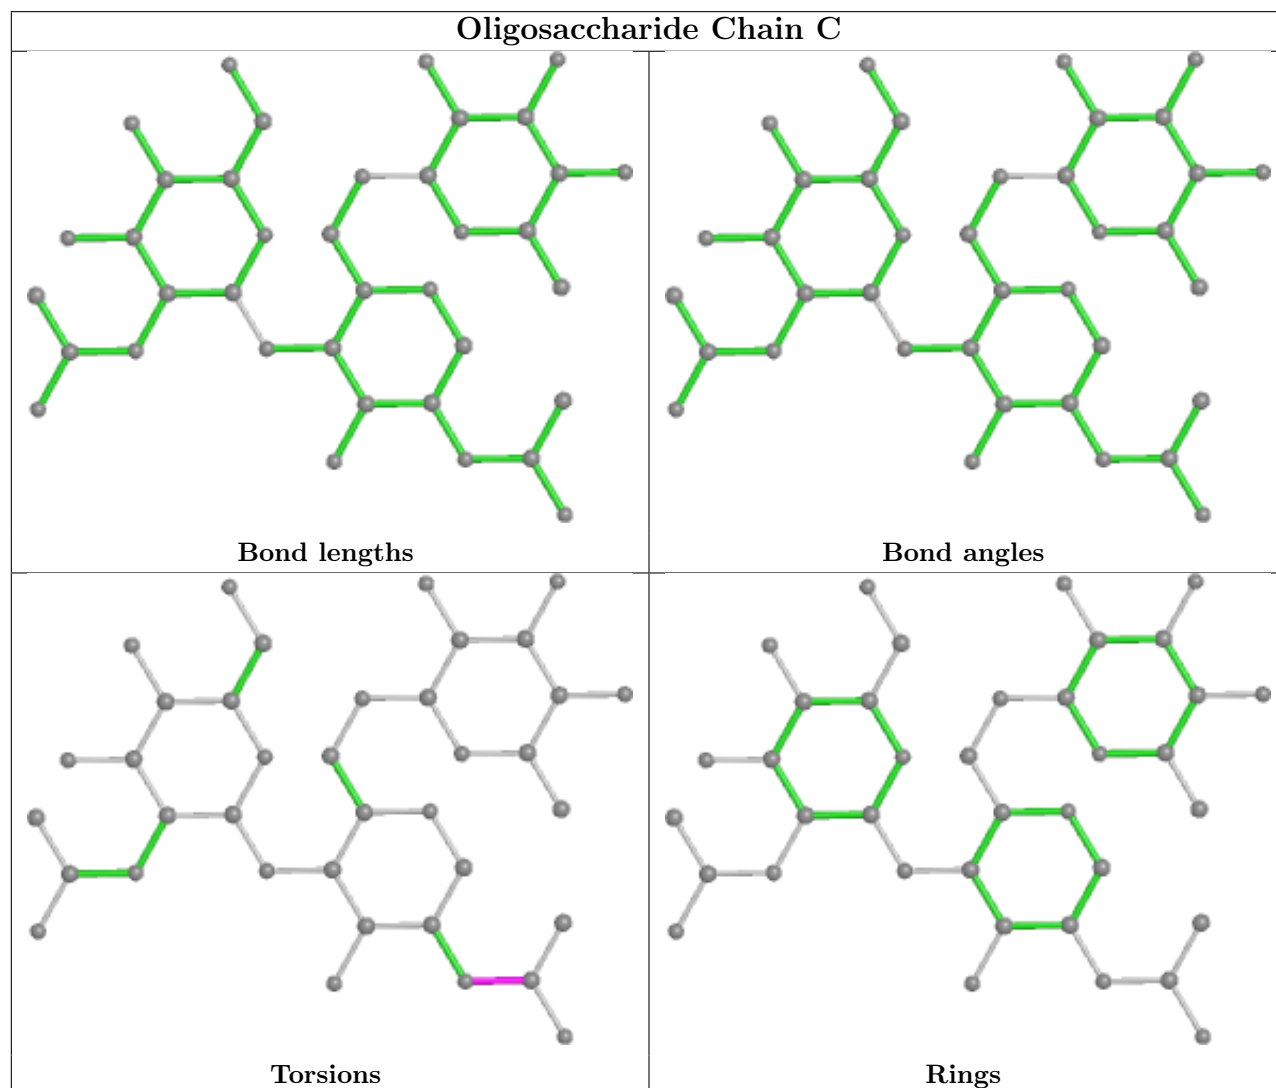 Oligosaccharide Chain C
Bond lengths
Bond angles
Torsions
Rings